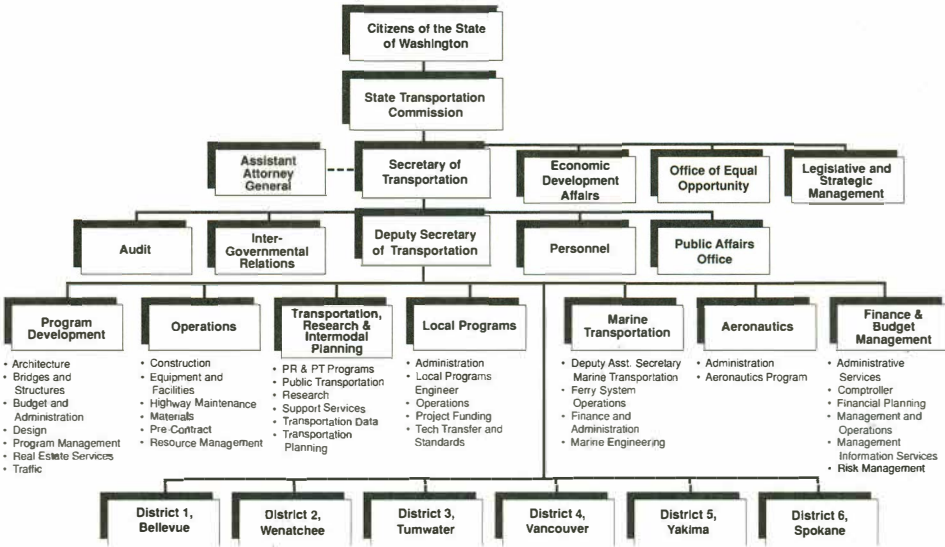 Citizens of the State
of Washington
State Transportation
Commission
Assistant
Attorney
General
Secretary of
Transportation
Economic
Development
Affairs
Office of Equal
Opportunity
Legislative and
Strategic
Management
Audit
Inter-
Governmental
Relations
Deputy Secretary
of Transportation
Personnel
Public Affairs
Office
Program
Development
• Architecture
• Bridges and
Structures
• Budget and
Administration
• Design
• Program Management
• Real Estate Services
• Traffic
Operations
• Construction
• Equipment and
Facilities
• Highway Maintenance
• Materials
• Pre-Contract
• Resource Management
Transportation,
Research &
Intermodal
Planning
• PR & PT Programs
• Public Transportation
• Research
• Support Services
• Transportation Data
• Transportation
Planning
Local Programs
• Administration
• Local Programs
Engineer
• Operations
• Project Funding
• Tech Transfer and
Standards
Marine
Transportation
• Deputy Asst. Secretary
Marine Transportation
• Ferry System
Operations
• Finance and
Administration
• Marine Engineering
Aeronautics
• Administration
• Aeronautics Program
Finance &
Budget
Management
• Administrative
Services
• Comptroller
• Financial Planning
• Management and
Operations
• Management
Information Services
• Risk Management
District 1,
Bellevue
District 2,
Wenatchee
District 3,
Tumwater
District 4,
Vancouver
District 5,
Yakima
District 6,
Spokane